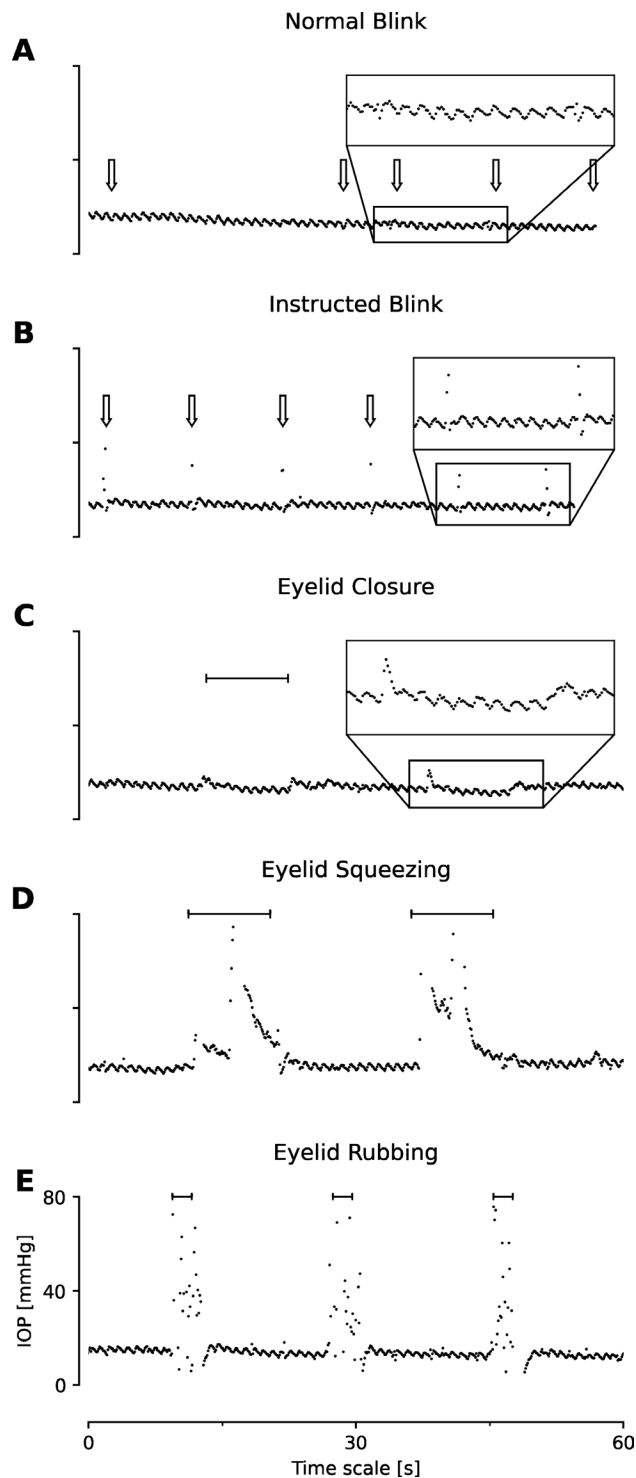 Normal Blink
A
Instructed Blink
B
Eyelid Closure
C
Eyelid Squeezing
D
Eyelid Rubbing
E
80
40
0
IOP [mmHg]
0 30 60
Time scale [s]